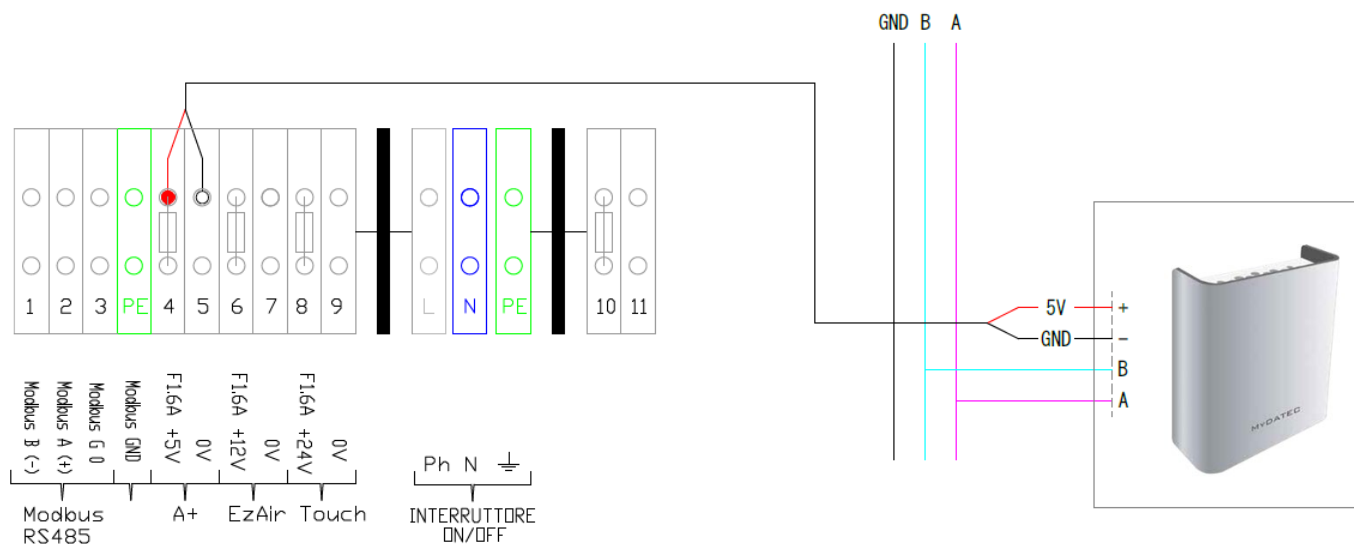 GND B A
1 2 3 PE 4 5 6 7 8 9 L N PE 10 11
5V +
GND -
B
A
MYDATEC
Modbus B (-)
Modbus A (+)
Modbus G 0
Modbus GND
F1.6A +5V
0V
F1.6A +12V
0V
F1.6A +24V
0V
Ph N
Modbus
RS485
A+ EzAir Touch
INTERRUTTORE
ON/OFF